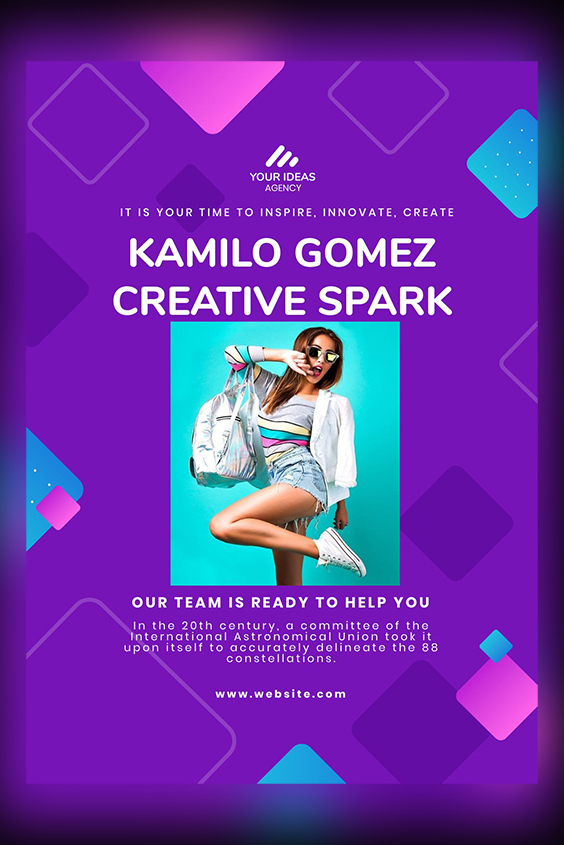 YOUR IDEAS
AGENCY
IT IS YOUR TIME TO INSPIRE, INNOVATE, CREATE
KAMILO GOMEZ
CREATIVE SPARK
OUR TEAM IS READY TO HELP YOU
In the 20th century, a committee of the
International Astronomical Union took it
upon itself to accurately delineate the 88
constellations.
www.website.com